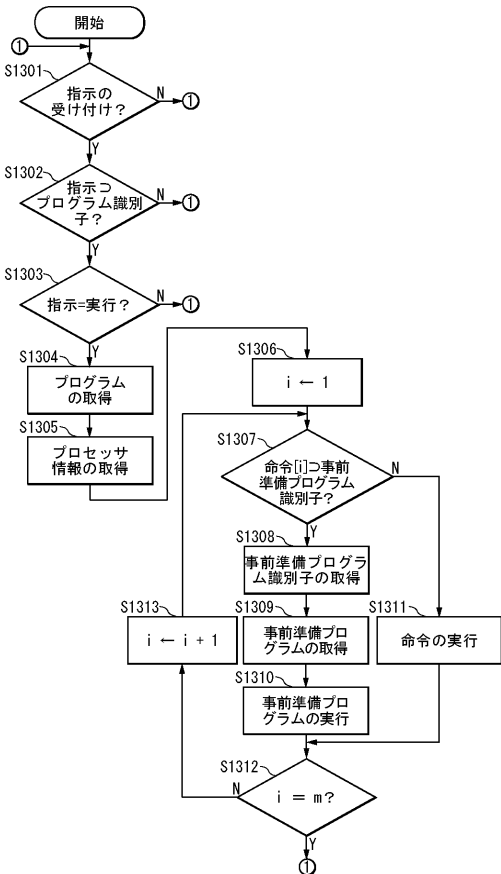 開始
①
S1301
指示の
受け付け?
N
①
Y
S1302
指示⊃
プログラム識別
子?
N
①
Y
S1303
指示=実行?
N
①
Y
S1304
プログラム
の取得
S1305
プロセッサ
情報の取得
S1306
i ← 1
S1307
命令[i]⊃事前
準備プログラム
識別子?
N
Y
S1308
事前準備プログラ
ム識別子の取得
S1309
事前準備プロ
グラムの取得
S1310
事前準備プロ
グラムの実行
S1311
命令の実行
S1312
i = m?
N
Y
①
S1313
i ← i + 1